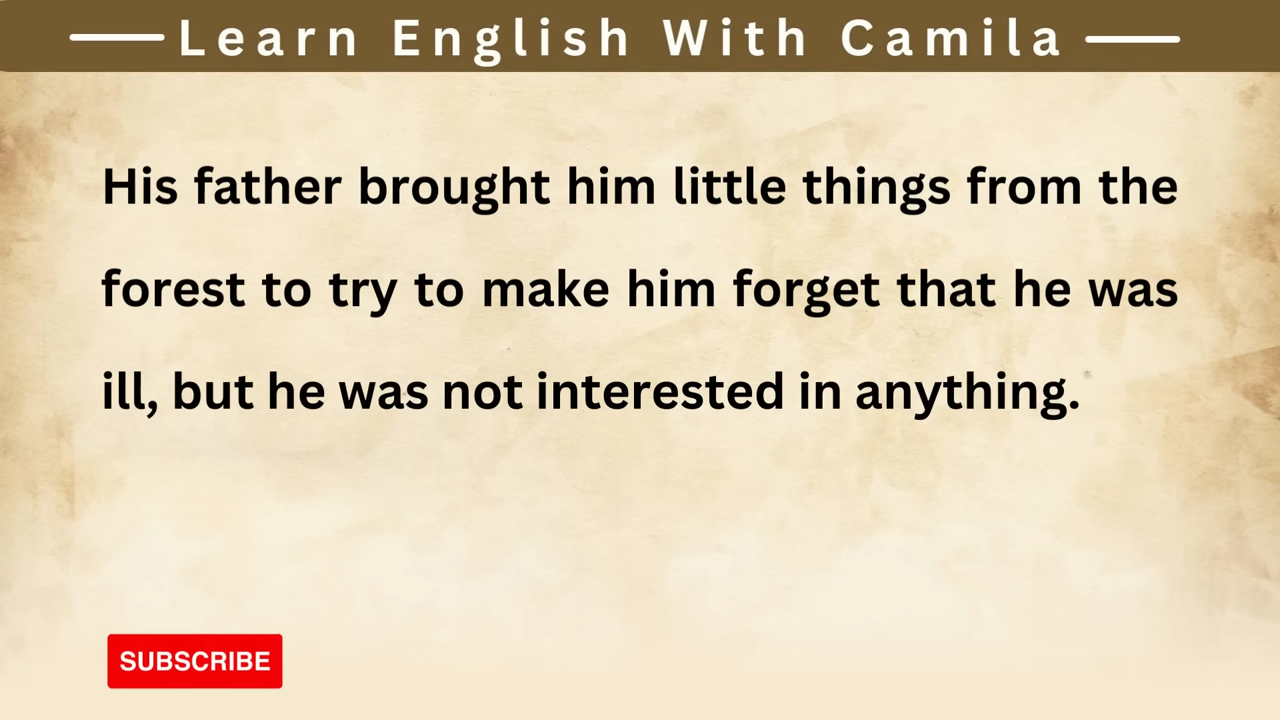 Learn English With Camila
His father brought him little things from the
forest to try to make him forget that he was
ill, but he was not interested in anything.
SUBSCRIBE